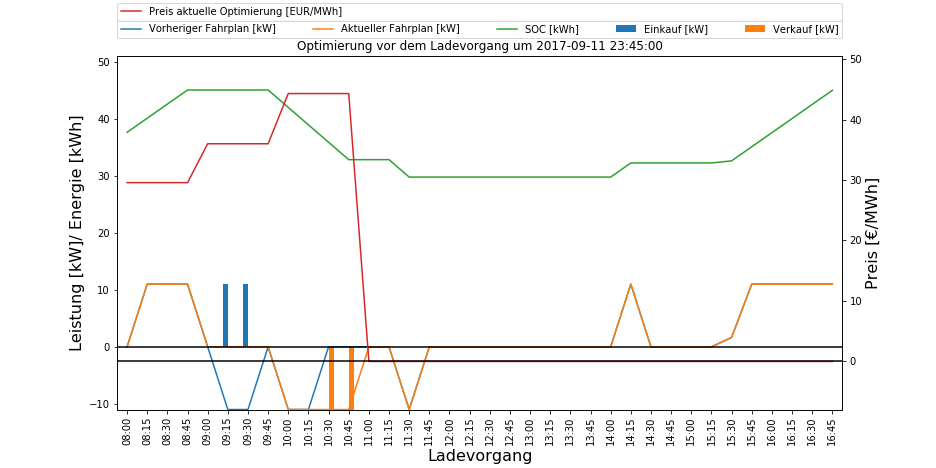 Preis aktuelle Optimierung [EUR/MWh]
Vorheriger Fahrplan [kW] Aktueller Fahrplan [kW] SOC [kWh] Einkauf [kW] Verkauf [kW]
Optimierung vor dem Ladevorgang um 2017-09-11 23:45:00
Leistung [kW]/ Energie [kWh]
50
40
30
20
10
0
−10
50
40
30
20
10
0
Preis [€/MWh]
08:00 08:15 08:30 08:45 09:00 09:15 09:30 09:45 10:00 10:15 10:30 10:45 11:00 11:15 11:30 11:45 12:00 12:15 12:30 12:45 13:00 13:15 13:30 13:45 14:00 14:15 14:30 14:45 15:00 15:15 15:30 15:45 16:00 16:15 16:30 16:45
Ladevorgang